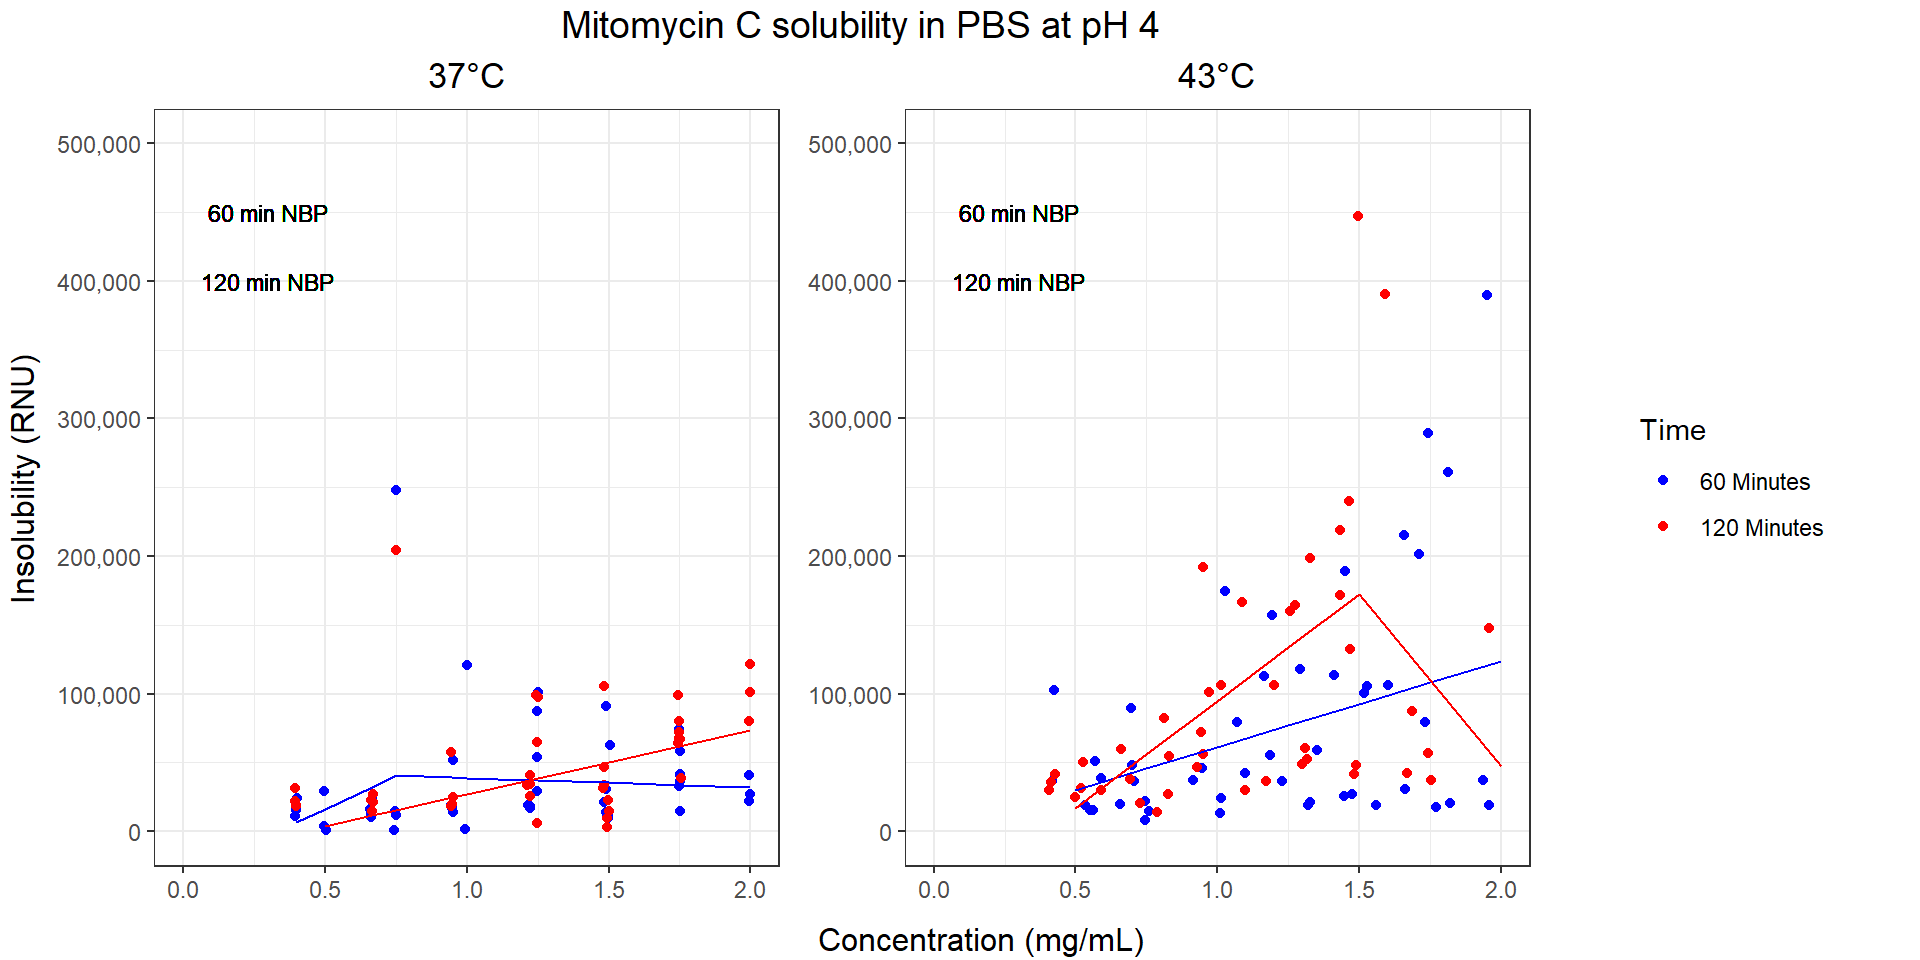 Mitomycin C solubility in PBS at pH 4
37°C
43°C
500,000
400,000
300,000
200,000
100,000
0
60 min NBP
120 min NBP
0.0
0.5
1.0
1.5
2.0
500,000
400,000
300,000
200,000
100,000
0
60 min NBP
120 min NBP
0.0
0.5
1.0
1.5
2.0
Insolubility (RNU)
Concentration (mg/mL)
Time
60 Minutes
120 Minutes